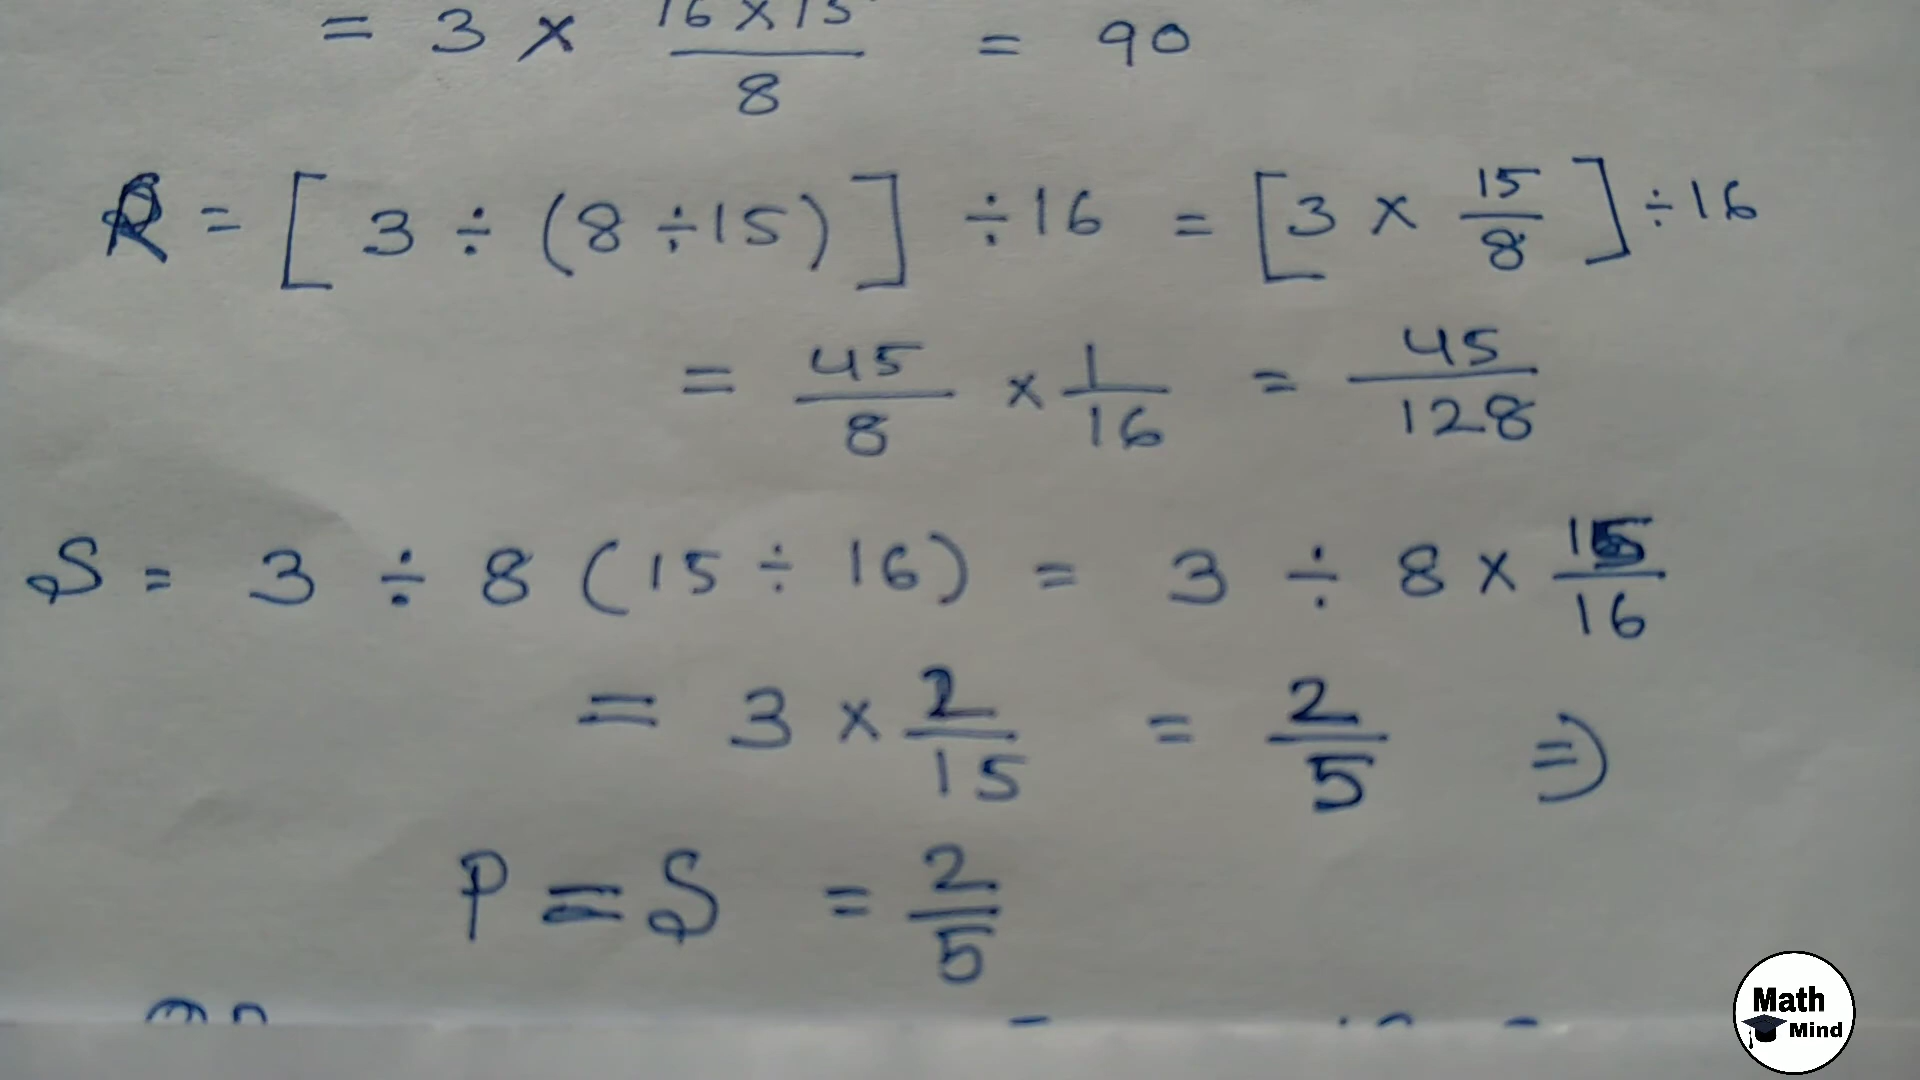 = 3 × 16×15/8 = 90
R = [3 ÷ (8 ÷ 15)] ÷ 16 = [3 × 15/8] ÷ 16
= 45/8 × 1/16 = 45/128
S = 3 ÷ 8 (15 ÷ 16) = 3 ÷ 8 × 15/16
= 3 × 2/15 = 2/5 ⇒
P = S = 2/5
Math
Mind